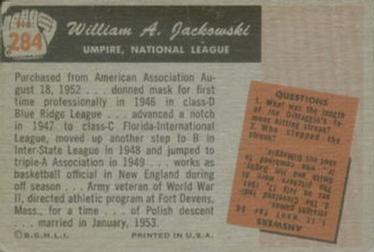 284
William A. Jackowski
UMPIRE, NATIONAL LEAGUE
Purchased from American Association Au-
gust 18, 1952 . . . donned mask for first
time professionally in 1946 in class-D
Blue Ridge League . . . advanced a notch
in 1947 to class-C Florida-International
League, moved up another step to B in
Inter-State League in 1948 and jumped to
triple-A Association in 1949 . . . works as
basketball official in New England during
off season . . . Army veteran of World War
II, directed athletic program at Fort Devens,
Mass., for a time . . . of Polish descent
. . . married in January, 1953.
©B.G.H.L.I. PRINTED IN U.S.A.
QUESTIONS
1. What was the length
of Joe DiMaggio's fa-
mous hitting streak?
2. Who stopped the
streak?
ANSWERS